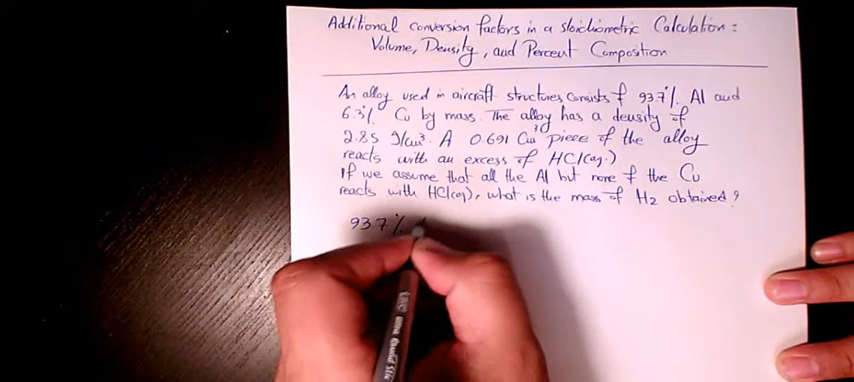 Additional conversion factors in a stoichiometric Calculation:
Volume, Density, and Percent Composition
An alloy used in aircraft structures, consists of 93.7% Al and
6.3% Cu by mass. The alloy has a density of
2.85 g/cm³. A 0.691 cm³ piece of the alloy
reacts with an excess of HCl(aq.)
If we assume that all the Al but none of the Cu
reacts with HCl(aq), what is the mass of H2 obtained?
93.7%